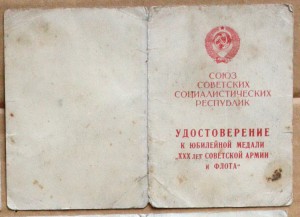 СОЮЗ
СОВЕТСКИХ
СОЦИАЛИСТИЧЕСКИХ
РЕСПУБЛИК
УДОСТОВЕРЕНИЕ
К ЮБИЛЕЙНОЙ МЕДАЛИ
"XXX ЛЕТ СОВЕТСКОЙ АРМИИ
И ФЛОТА"